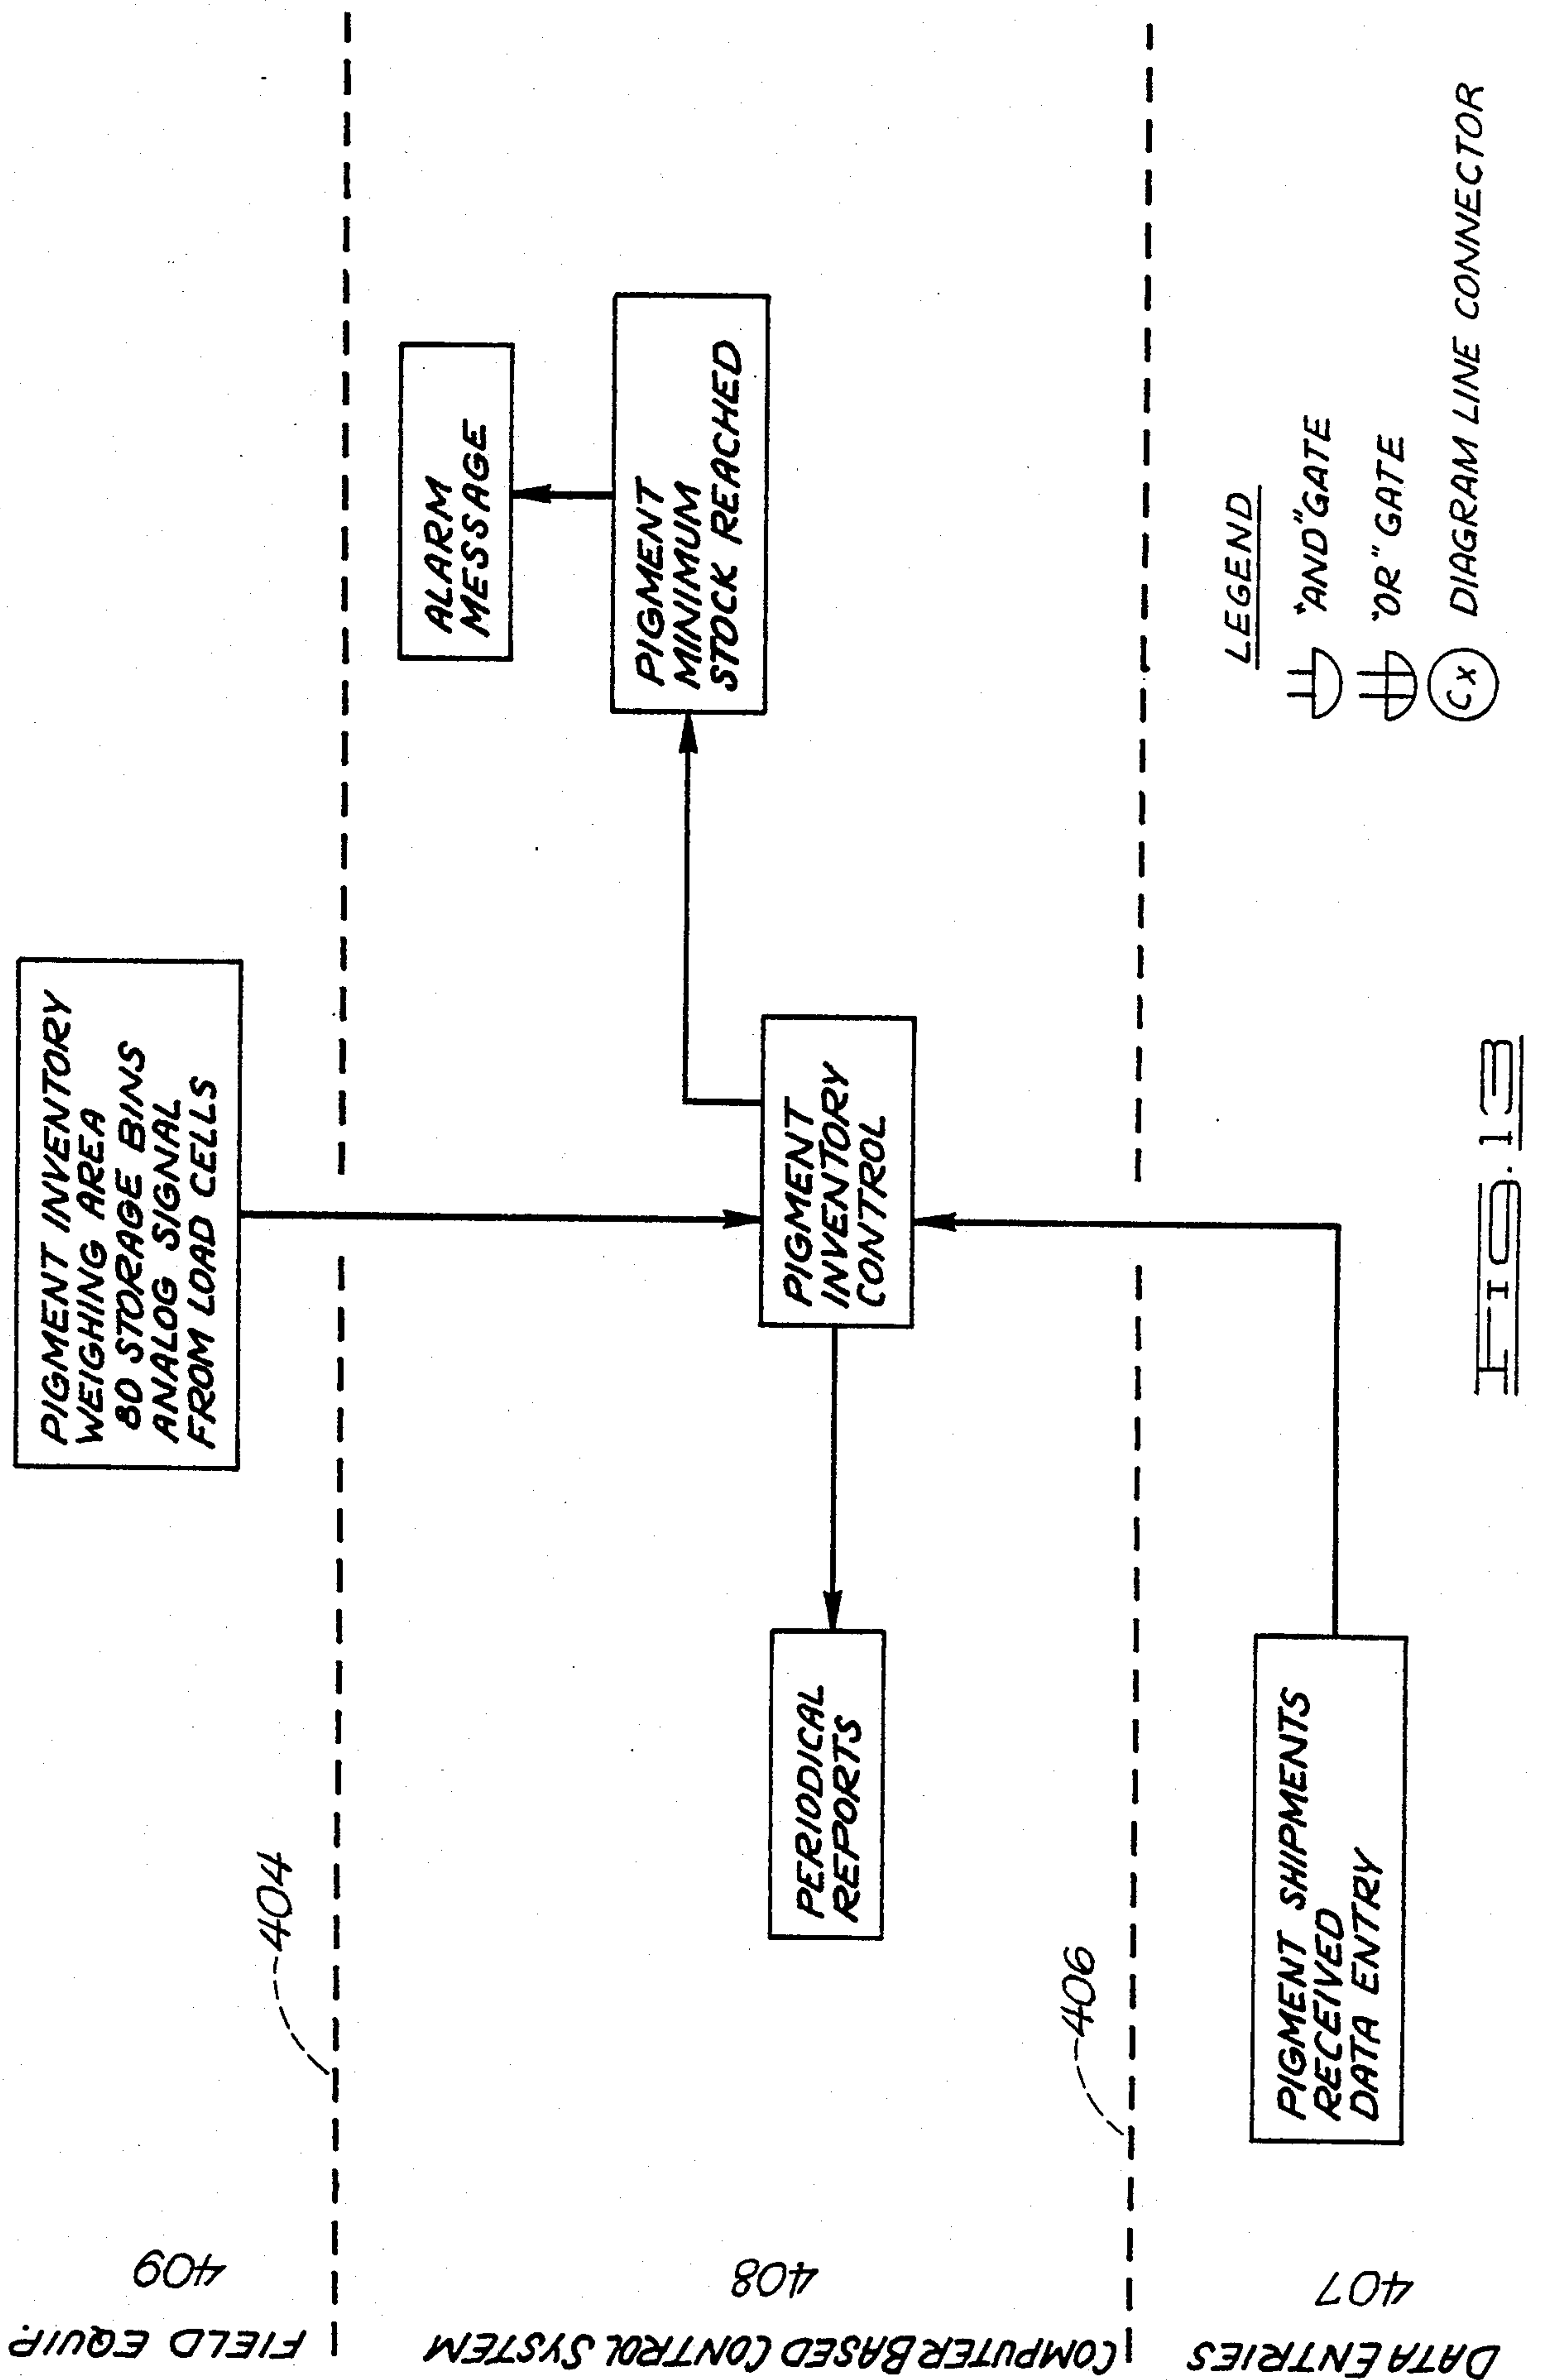 FIELD EQUIP.
409
404
PIGMENT INVENTORY
WEIGHING AREA
80 STORAGE BINS
ANALOG SIGNAL
FROM LOAD CELLS
COMPUTER BASED CONTROL SYSTEM
408
ALARM
MESSAGE
PIGMENT
MINIMUM
STOCK REACHED
PIGMENT
INVENTORY
CONTROL
PERIODICAL
REPORTS
406
DATA ENTRIES
407
PIGMENT SHIPMENTS
RECEIVED
DATA ENTRY
LEGEND
"AND" GATE
"OR" GATE
Cx DIAGRAM LINE CONNECTOR
FIG. 13